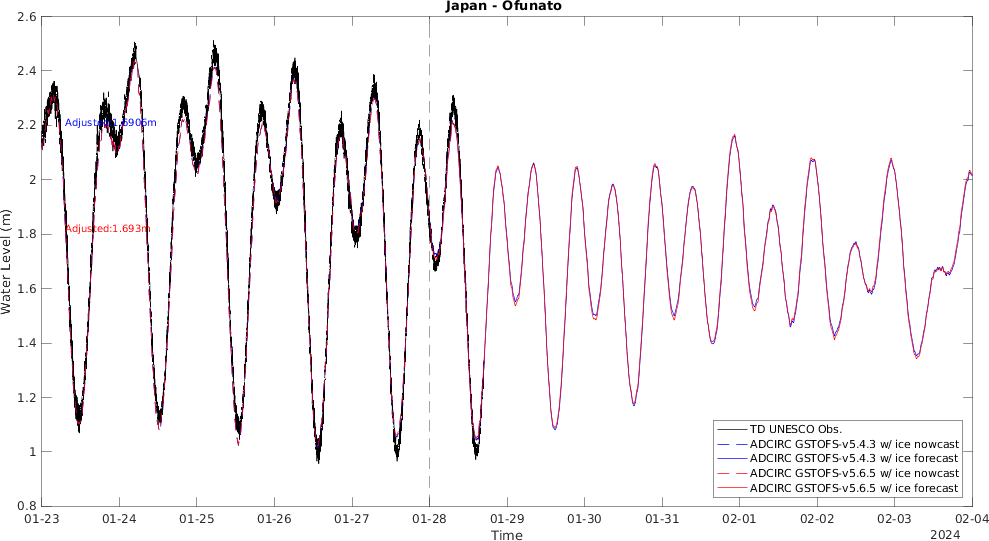 Japan - Ofunato
2.6
2.4
2.2
2
1.8
1.6
1.4
1.2
1
0.8
Water Level (m)
Adjusted:1.6906m
Adjusted:1.693m
TD UNESCO Obs.
ADCIRC GSTOFS-v5.4.3 w/ ice nowcast
ADCIRC GSTOFS-v5.4.3 w/ ice forecast
ADCIRC GSTOFS-v5.6.5 w/ ice nowcast
ADCIRC GSTOFS-v5.6.5 w/ ice forecast
01-23 01-24 01-25 01-26 01-27 01-28 01-29 01-30 01-31 02-01 02-02 02-03 02-04
Time
2024